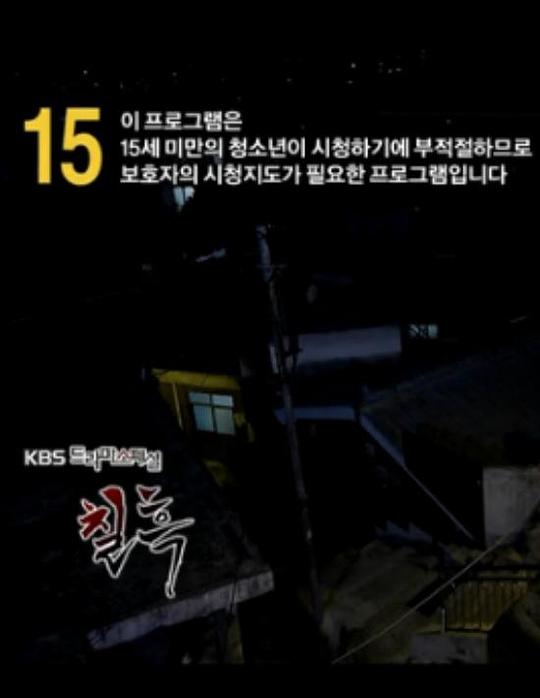 15
이 프로그램은
15세 미만의 청소년이 시청하기에 부적절하므로
보호자의 시청지도가 필요한 프로그램입니다
KBS 드라마스페셜
칠흑